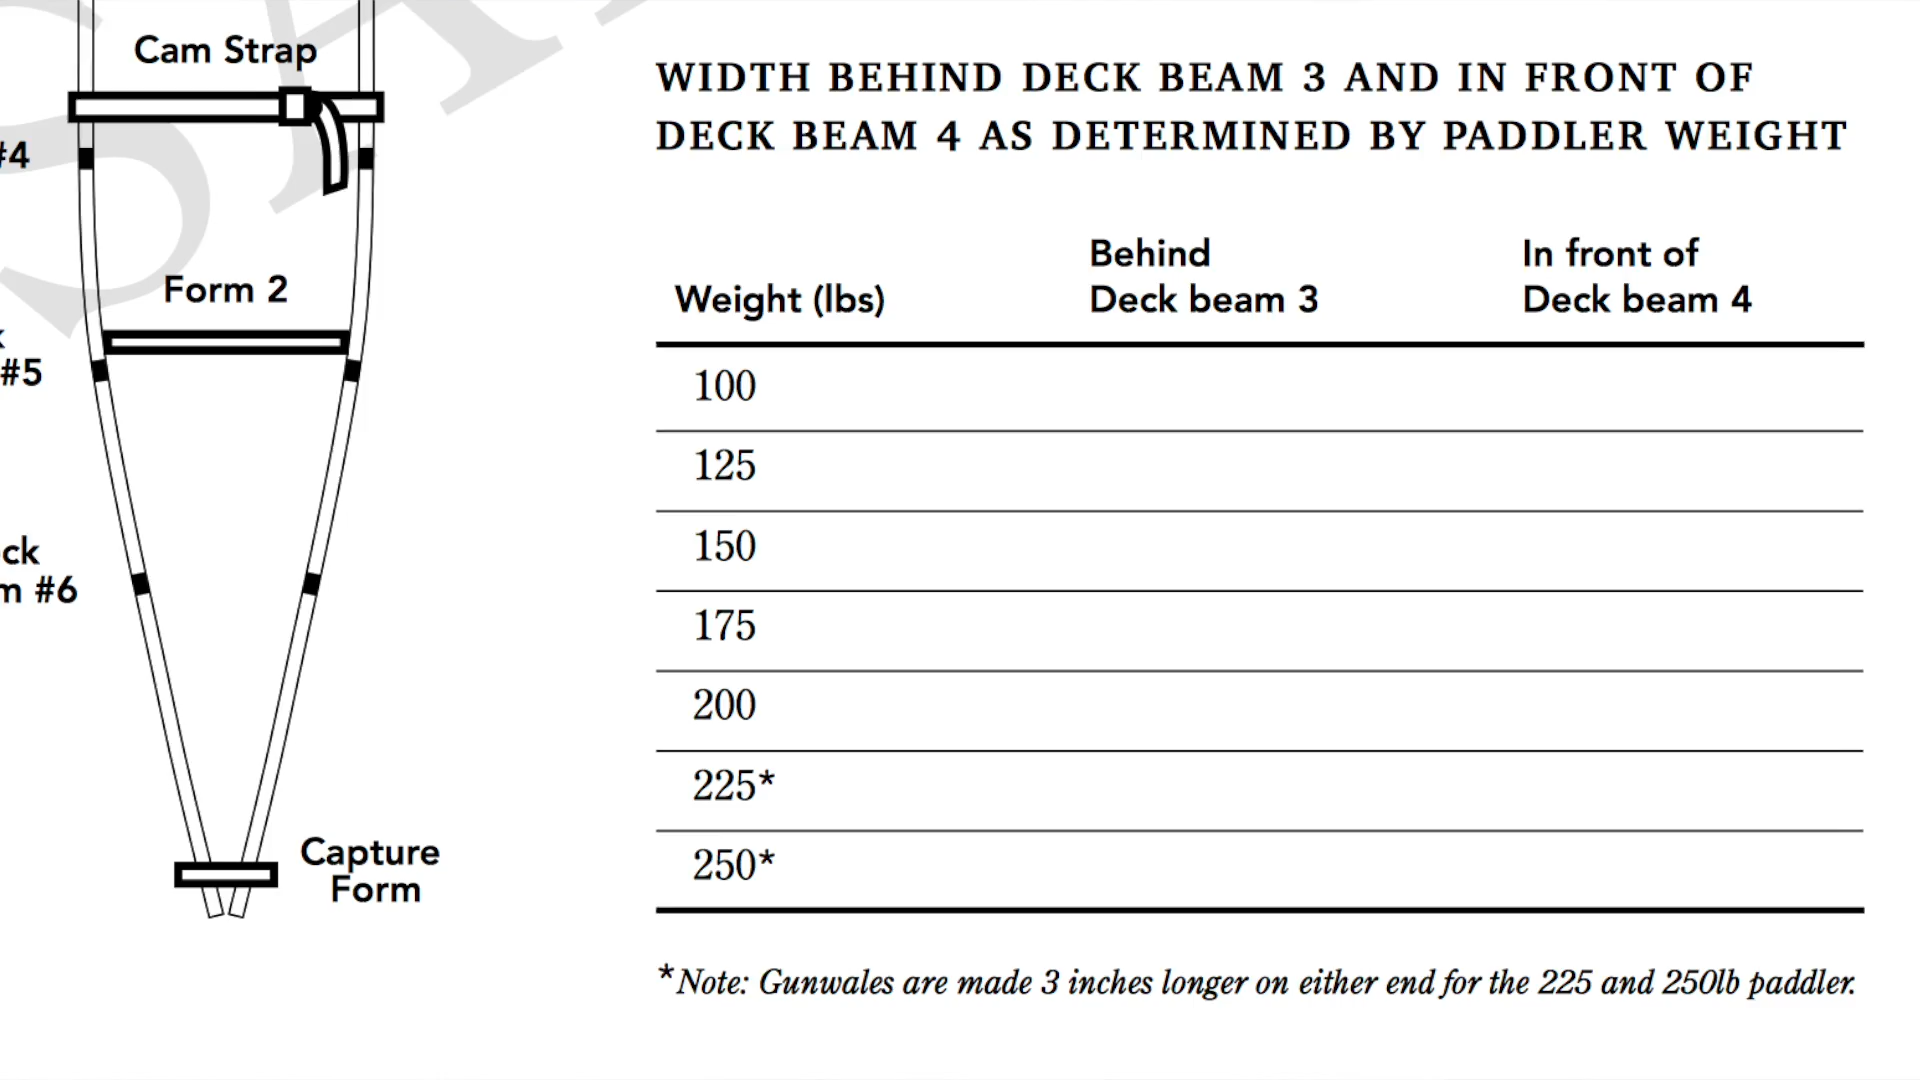 Cam Strap
#4
Form 2
#5
m #6
Capture
Form
WIDTH BEHIND DECK BEAM 3 AND IN FRONT OF
DECK BEAM 4 AS DETERMINED BY PADDLER WEIGHT
Weight (lbs)
Behind
Deck beam 3
In front of
Deck beam 4
100
125
150
175
200
225*
250*
*Note: Gunwales are made 3 inches longer on either end for the 225 and 250lb paddler.